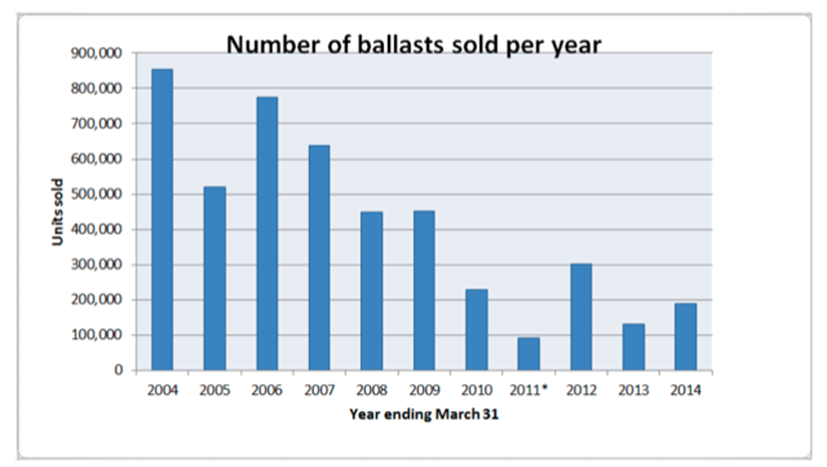 Number of ballasts sold per year
900,000
800,000
700,000
600,000
500,000
400,000
300,000
200,000
100,000
0
Units sold
2004 2005 2006 2007 2008 2009 2010 2011* 2012 2013 2014
Year ending March 31